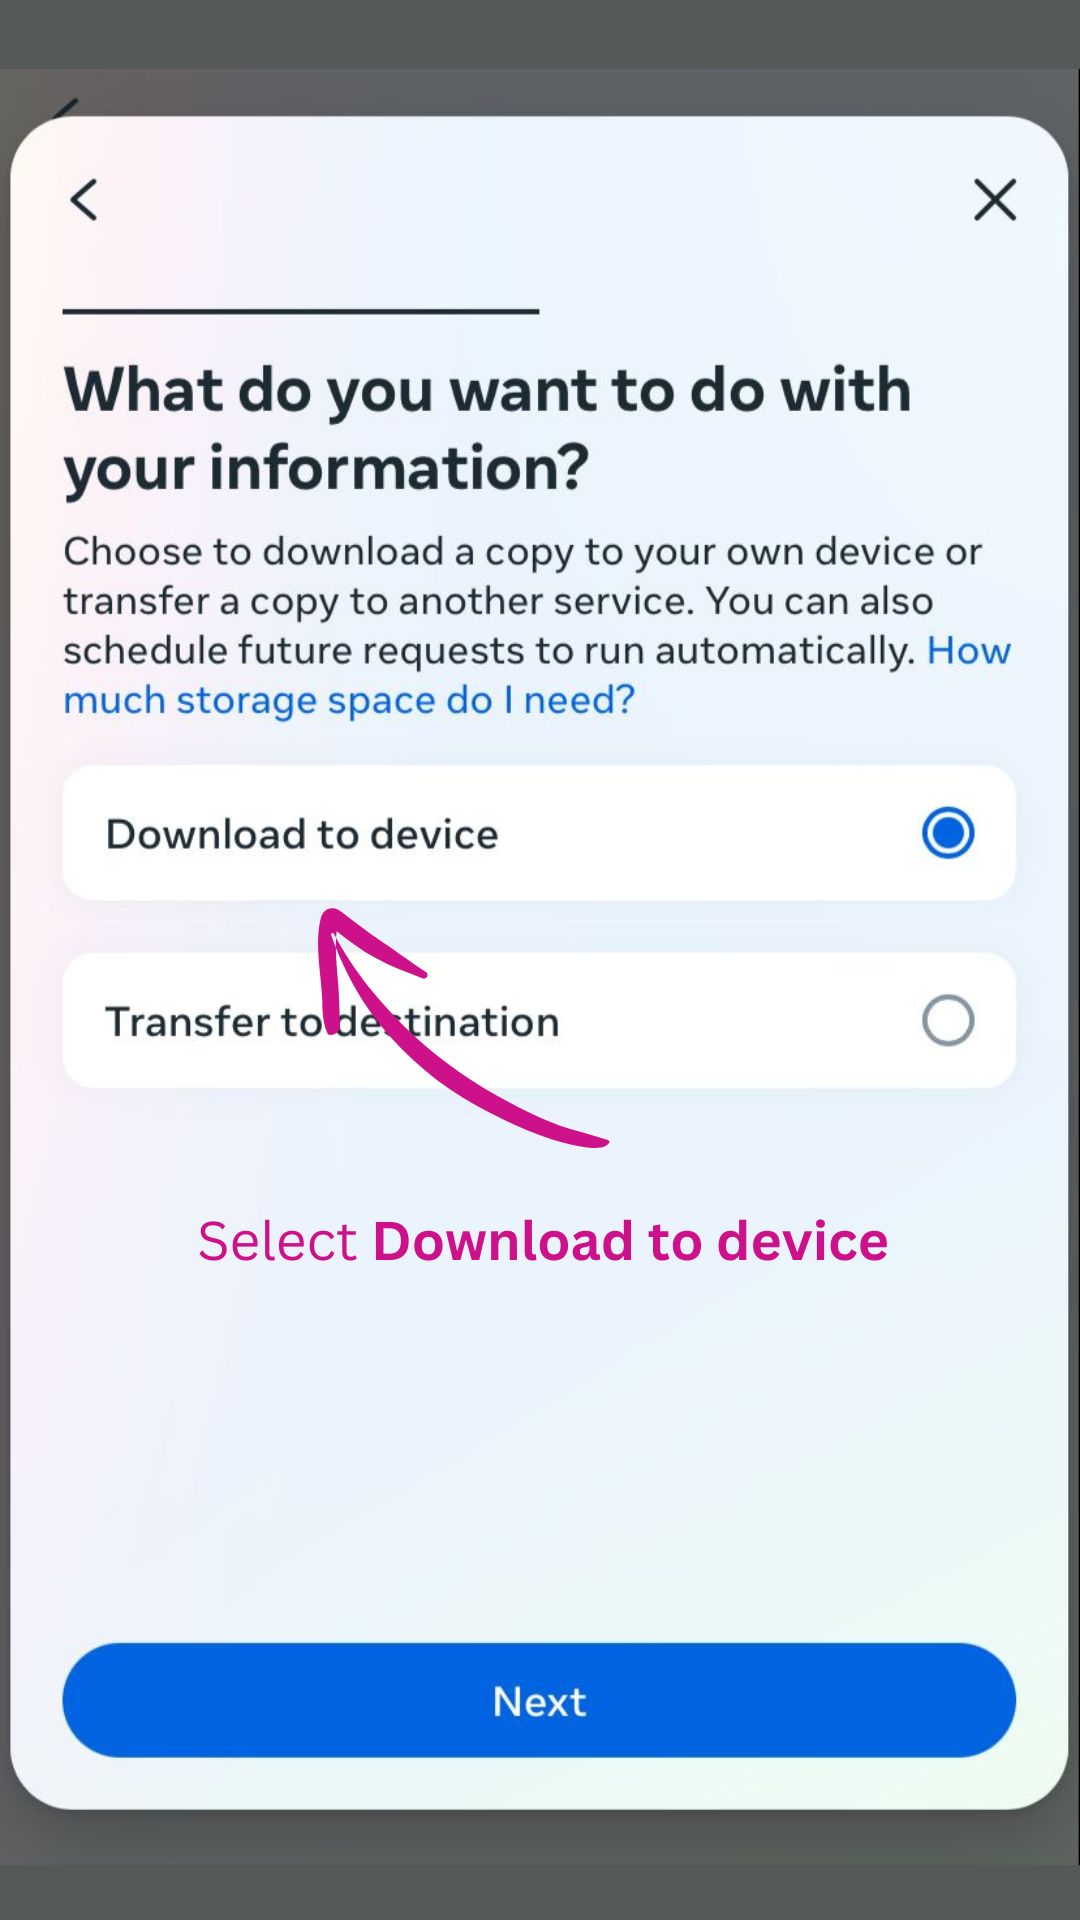 What do you want to do with
your information?
Choose to download a copy to your own device or
transfer a copy to another service. You can also
schedule future requests to run automatically. How
much storage space do I need?
Download to device
Transfer to destination
Select Download to device
Next